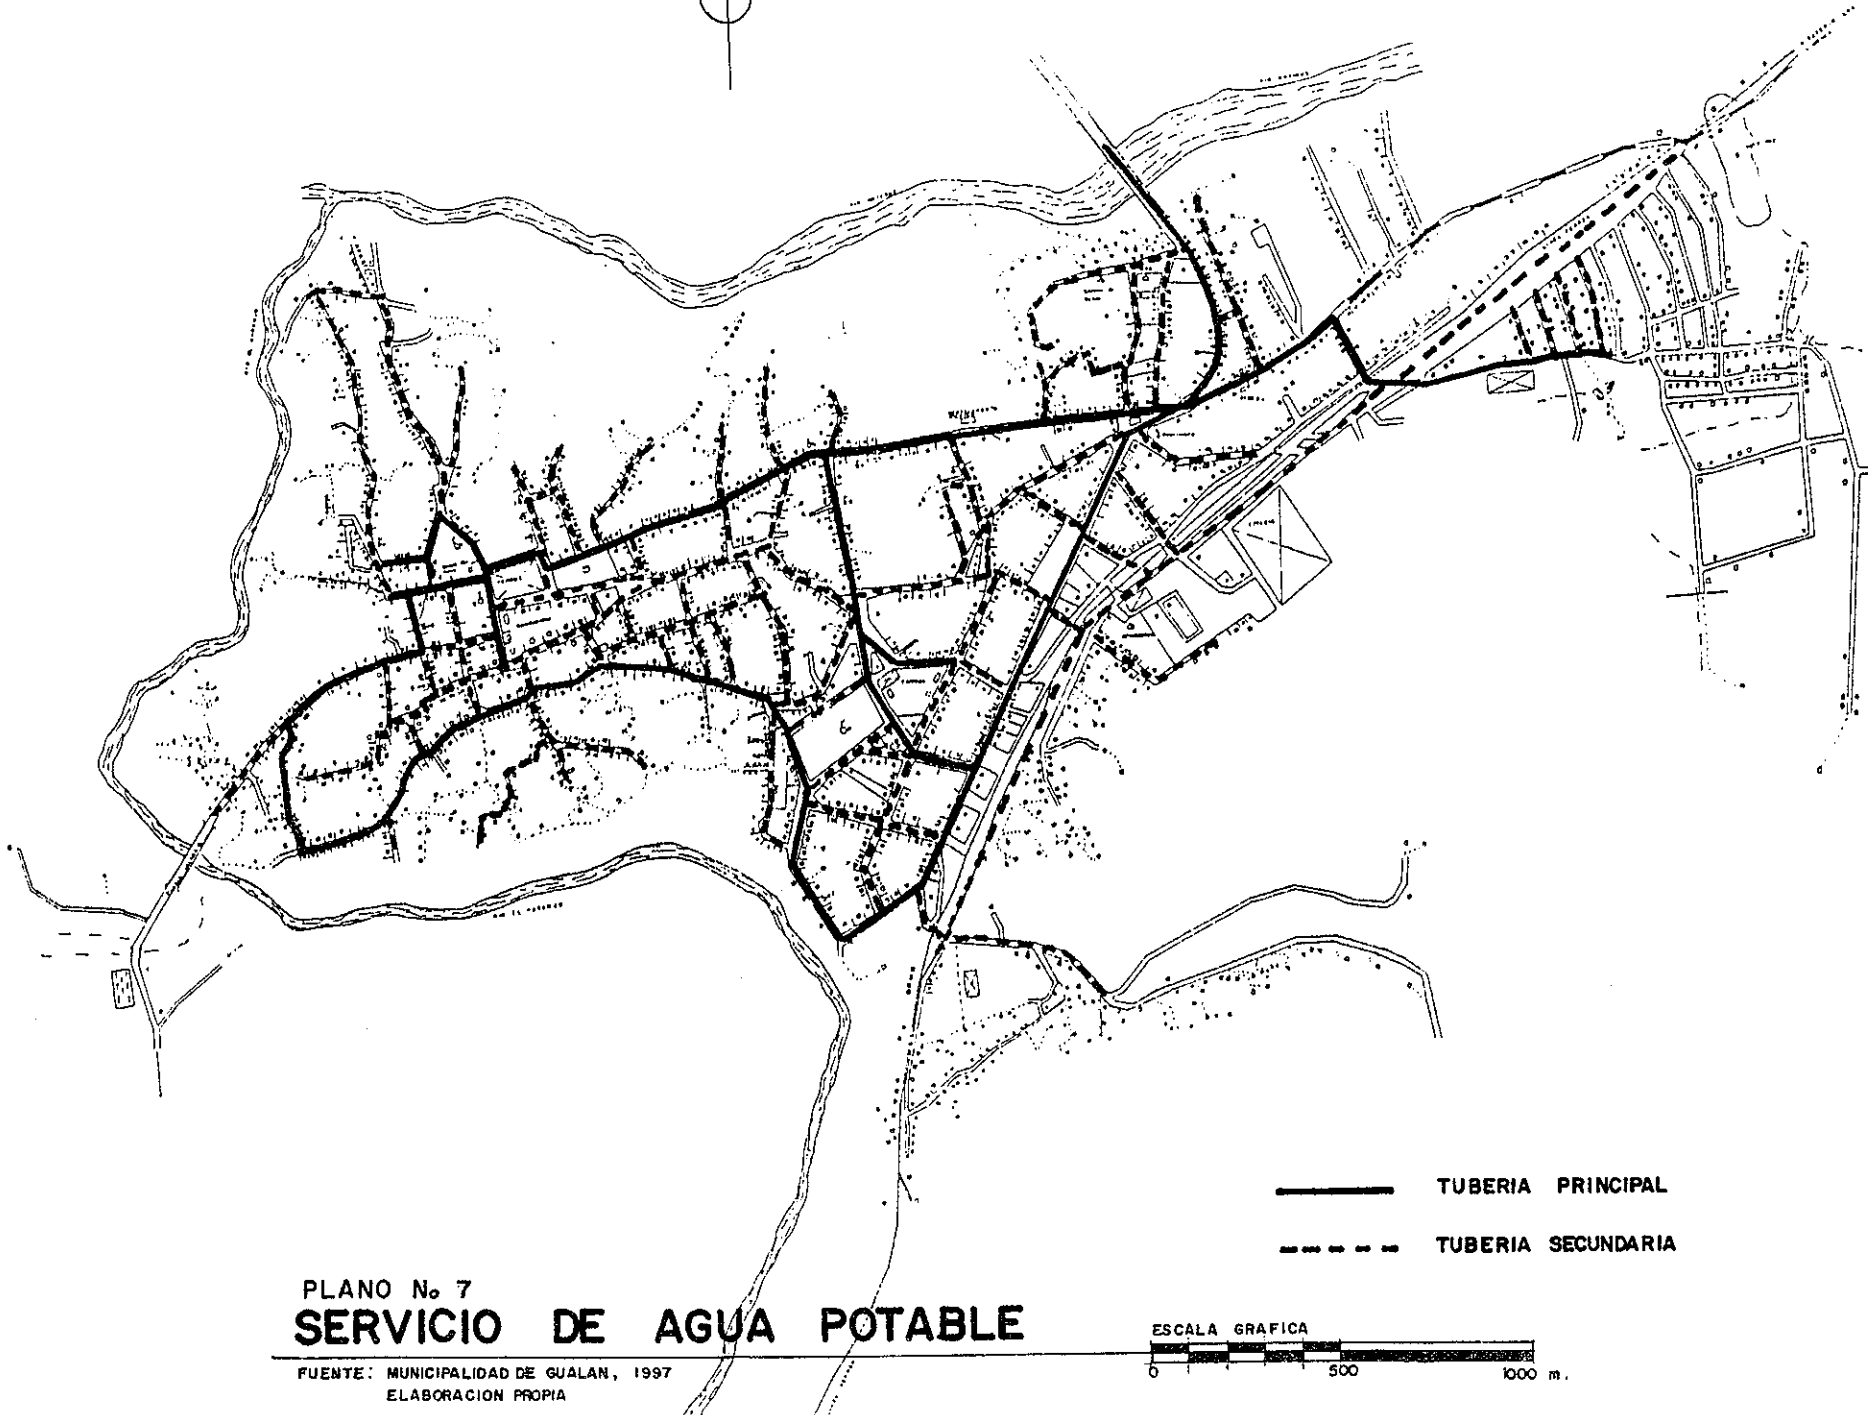 TUBERIA PRINCIPAL
TUBERIA SECUNDARIA
PLANO No 7
SERVICIO DE AGUA POTABLE
FUENTE: MUNICIPALIDAD DE GUALAN, 1997
ELABORACION PROPIA
ESCALA GRAFICA
0 500 1000 m.